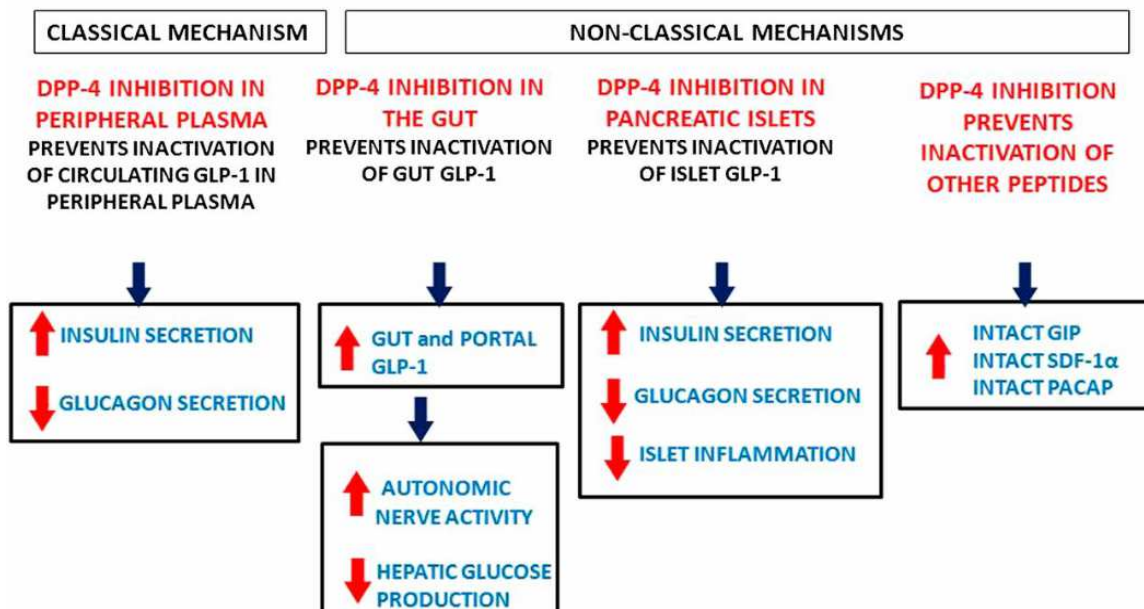 CLASSICAL MECHANISM
NON-CLASSICAL MECHANISMS
DPP-4 INHIBITION IN
PERIPHERAL PLASMA
PREVENTS INACTIVATION
OF CIRCULATING GLP-1 IN
PERIPHERAL PLASMA
INSULIN SECRETION
GLUCAGON SECRETION
DPP-4 INHIBITION IN
THE GUT
PREVENTS INACTIVATION
OF GUT GLP-1
GUT and PORTAL
GLP-1
AUTONOMIC
NERVE ACTIVITY
HEPATIC GLUCOSE
PRODUCTION
DPP-4 INHIBITION IN
PANCREATIC ISLETS
PREVENTS INACTIVATION
OF ISLET GLP-1
INSULIN SECRETION
GLUCAGON SECRETION
ISLET INFLAMMATION
DPP-4 INHIBITION
PREVENTS
INACTIVATION OF
OTHER PEPTIDES
INTACT GIP
INTACT SDF-1α
INTACT PACAP